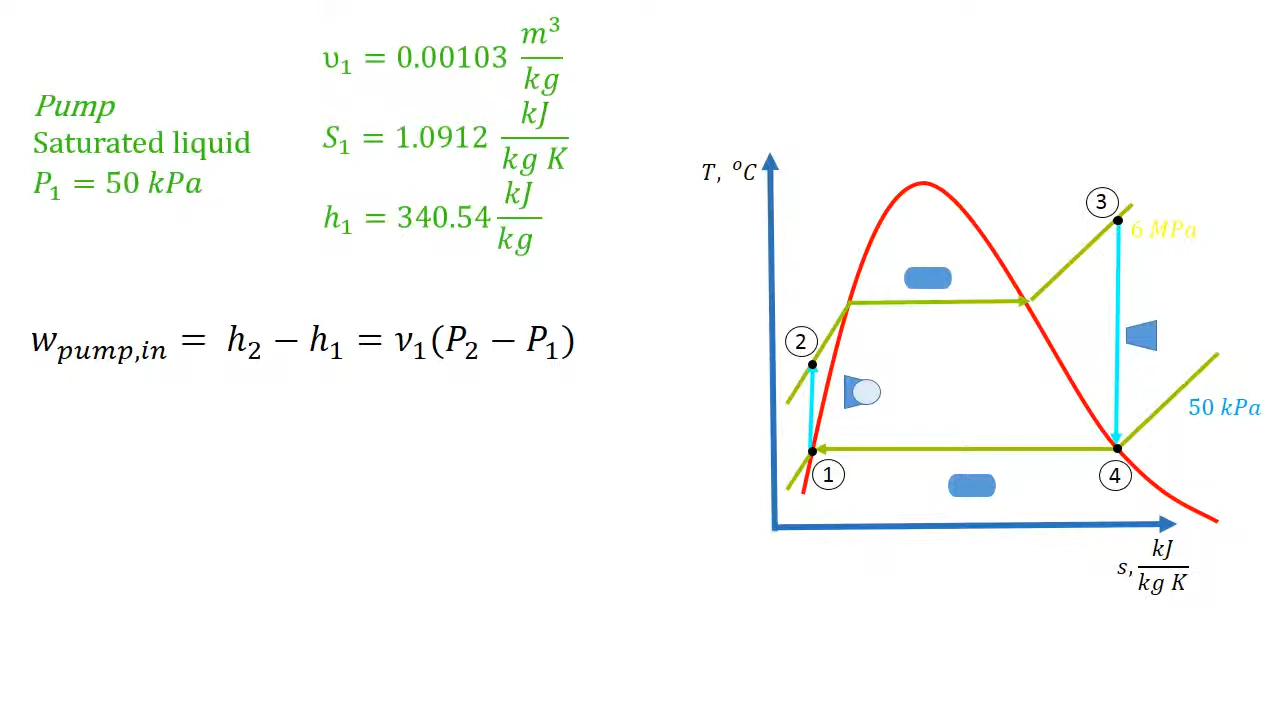 Pump
Saturated liquid
P₁ = 50 kPa
υ₁ = 0.00103 m³/kg
S₁ = 1.0912 kJ/kg K
h₁ = 340.54 kJ/kg
w_pump,in = h₂ − h₁ = ν₁(P₂ − P₁)
T, °C
3
6 MPa
2
50 kPa
1
4
s, kJ/kg K